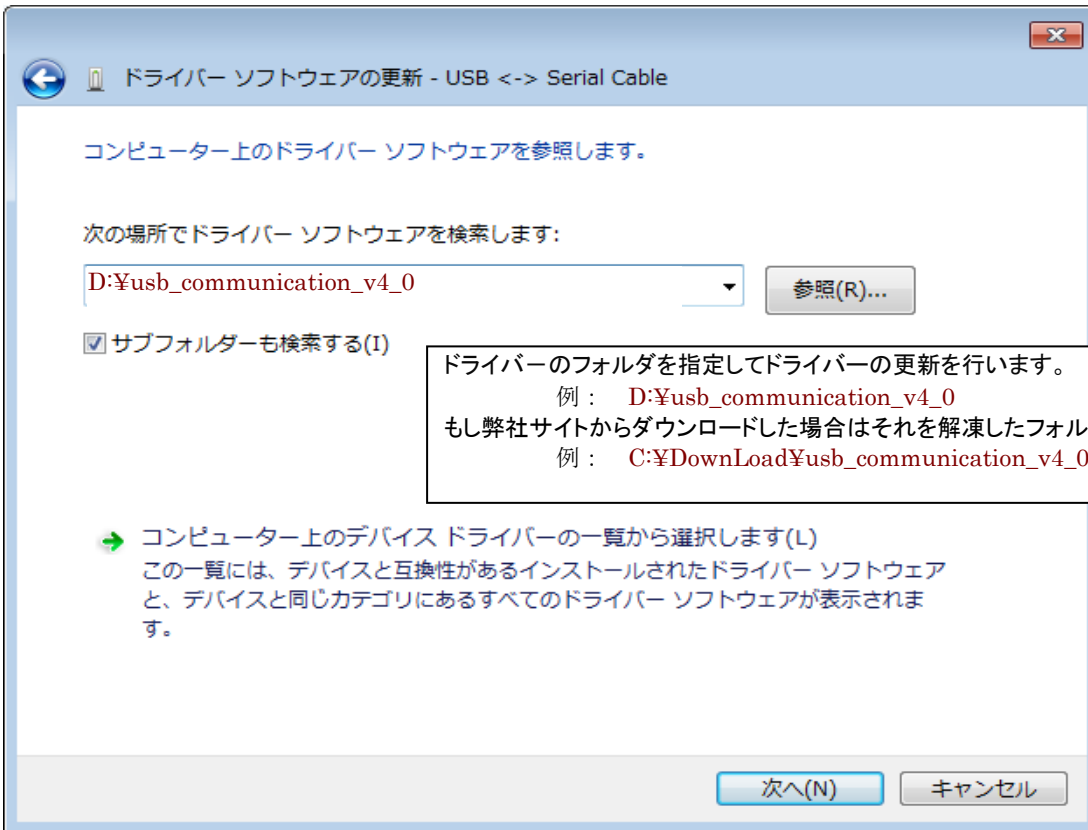 ドライバー ソフトウェアの更新 - USB <-> Serial Cable
コンピューター上のドライバー ソフトウェアを参照します。
次の場所でドライバー ソフトウェアを検索します:
D:¥usb_communication_v4_0
参照(R)...
サブフォルダーも検索する(I)
ドライバーのフォルダを指定してドライバーの更新を行います。
例： D:¥usb_communication_v4_0
もし弊社サイトからダウンロードした場合はそれを解凍したフォル
例： C:¥DownLoad¥usb_communication_v4_0
コンピューター上のデバイス ドライバーの一覧から選択します(L)
この一覧には、デバイスと互換性があるインストールされたドライバー ソフトウェア
と、デバイスと同じカテゴリにあるすべてのドライバー ソフトウェアが表示されま
す。
次へ(N)
キャンセル